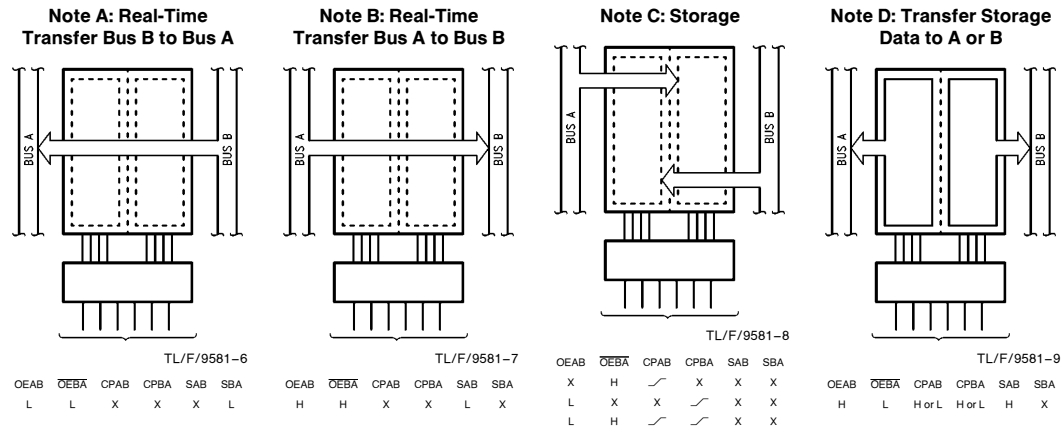 Note A: Real-Time
Transfer Bus B to Bus A
BUS A
BUS B
TL/F/9581–6
OEAB OEBA CPAB CPBA SAB SBA
L L X X X L
Note B: Real-Time
Transfer Bus A to Bus B
BUS A
BUS B
TL/F/9581–7
OEAB OEBA CPAB CPBA SAB SBA
H H X X L X
Note C: Storage
BUS A
BUS B
TL/F/9581–8
OEAB OEBA CPAB CPBA SAB SBA
X H X X X
L X X X X
L H X X
Note D: Transfer Storage
Data to A or B
BUS A
BUS B
TL/F/9581–9
OEAB OEBA CPAB CPBA SAB SBA
H L H or L H or L H X